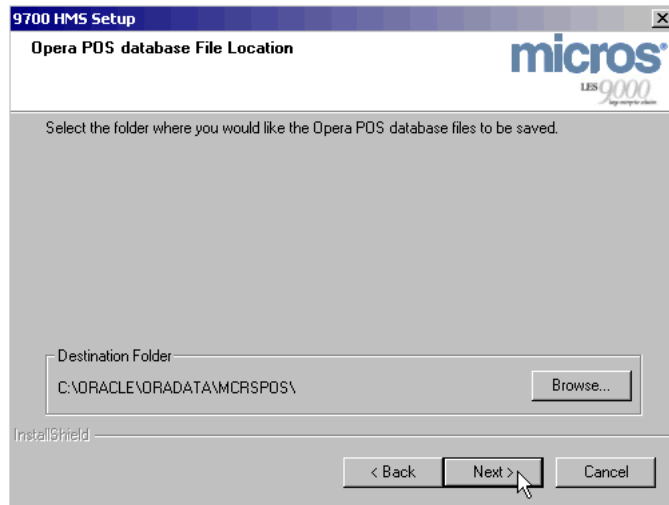 9700 HMS Setup
Opera POS database File Location
micros
LES 9000
Select the folder where you would like the Opera POS database files to be saved.
Destination Folder
C:\ORACLE\ORADATA\MCRSPOS\
Browse...
InstallShield
< Back
Next >
Cancel